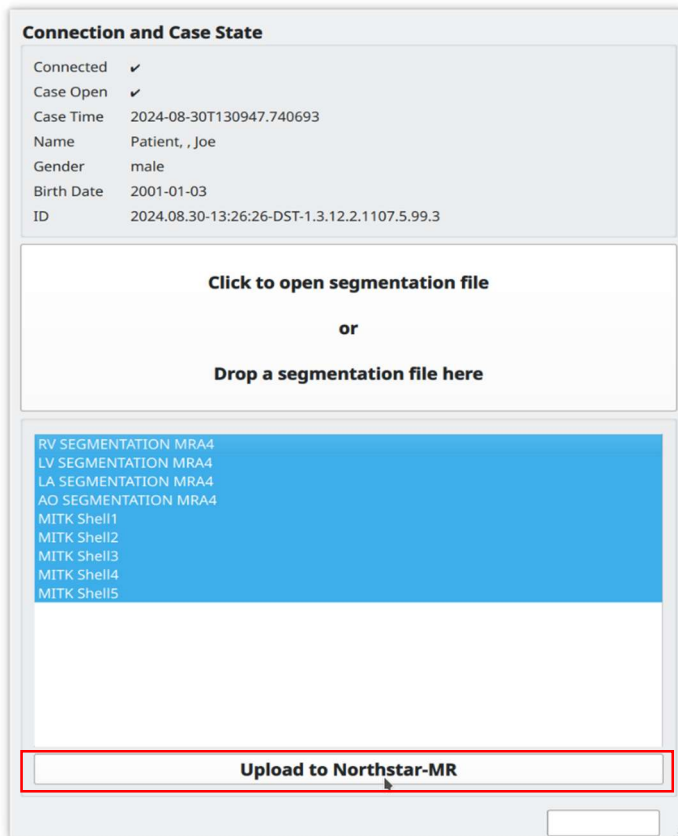 Connection and Case State
Connected ✔
Case Open ✔
Case Time 2024-08-30T130947.740693
Name Patient, , Joe
Gender male
Birth Date 2001-01-03
ID 2024.08.30-13:26:26-DST-1.3.12.2.1107.5.99.3
Click to open segmentation file
or
Drop a segmentation file here
RV SEGMENTATION MRA4
LV SEGMENTATION MRA4
LA SEGMENTATION MRA4
AO SEGMENTATION MRA4
MITK Shell1
MITK Shell2
MITK Shell3
MITK Shell4
MITK Shell5
Upload to Northstar-MR